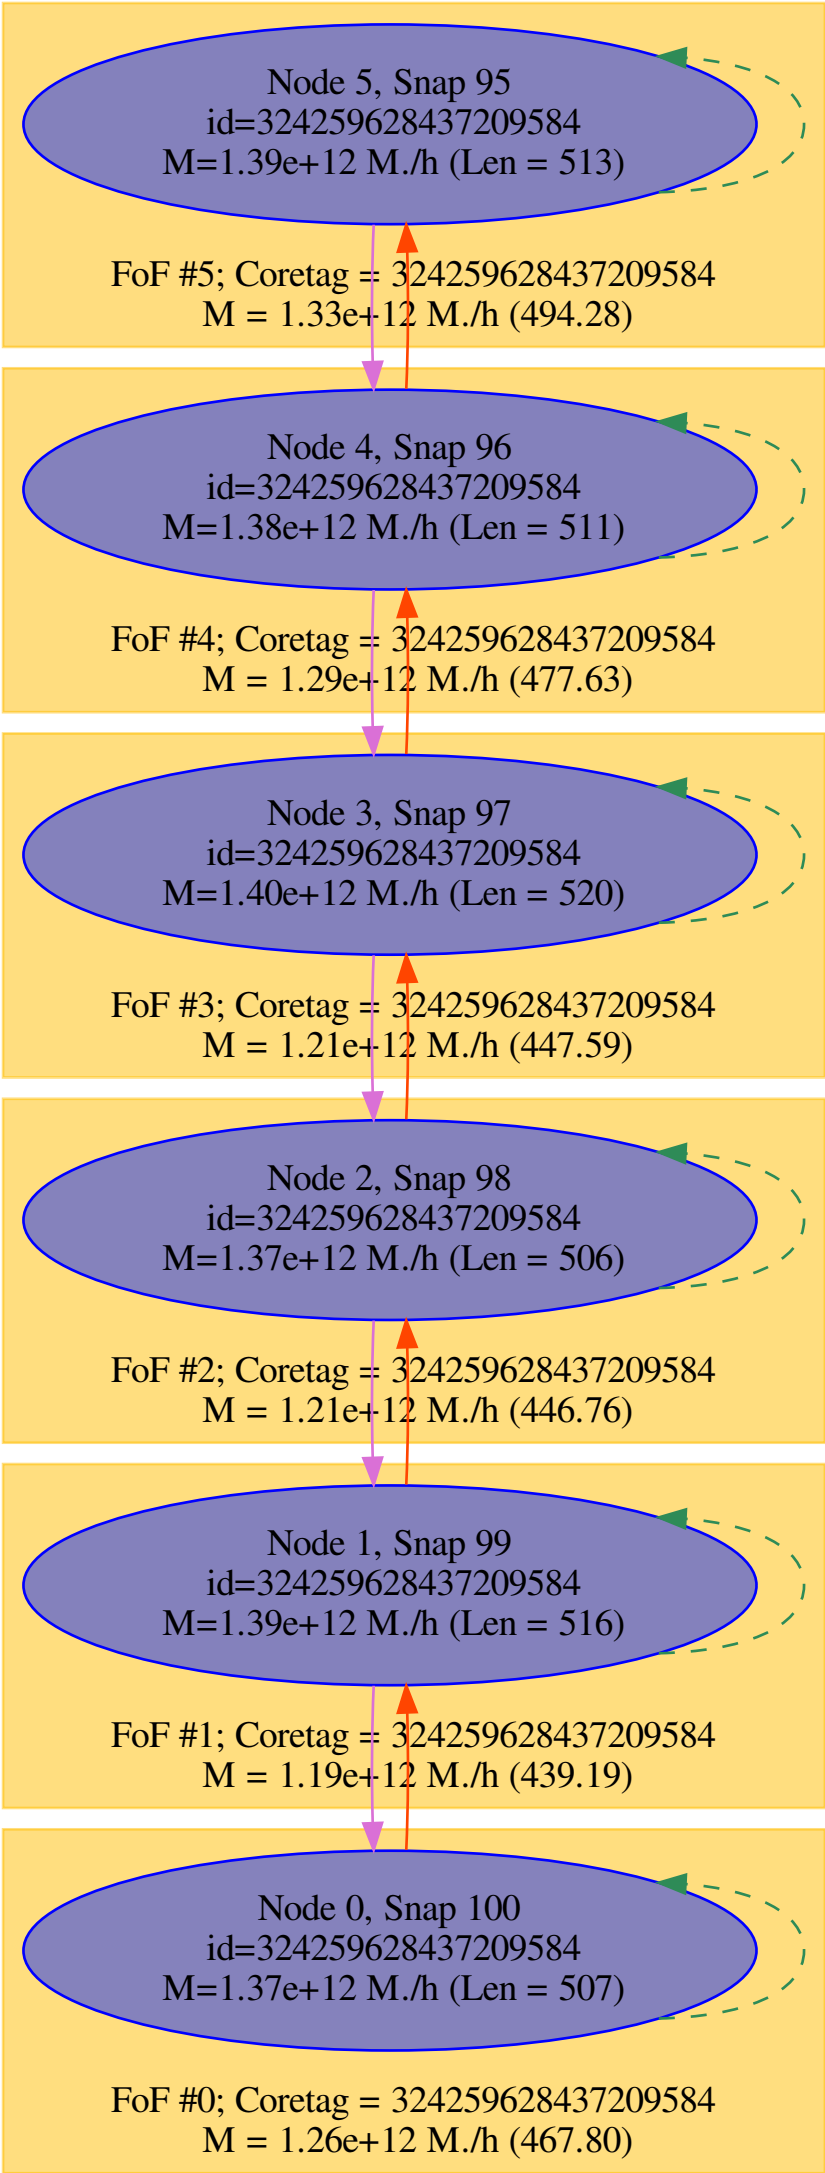 Node 5, Snap 95
id=324259628437209584
M=1.39e+12 M./h (Len = 513)
FoF #5; Coretag = 324259628437209584
M = 1.33e+12 M./h (494.28)
Node 4, Snap 96
id=324259628437209584
M=1.38e+12 M./h (Len = 511)
FoF #4; Coretag = 324259628437209584
M = 1.29e+12 M./h (477.63)
Node 3, Snap 97
id=324259628437209584
M=1.40e+12 M./h (Len = 520)
FoF #3; Coretag = 324259628437209584
M = 1.21e+12 M./h (447.59)
Node 2, Snap 98
id=324259628437209584
M=1.37e+12 M./h (Len = 506)
FoF #2; Coretag = 324259628437209584
M = 1.21e+12 M./h (446.76)
Node 1, Snap 99
id=324259628437209584
M=1.39e+12 M./h (Len = 516)
FoF #1; Coretag = 324259628437209584
M = 1.19e+12 M./h (439.19)
Node 0, Snap 100
id=324259628437209584
M=1.37e+12 M./h (Len = 507)
FoF #0; Coretag = 324259628437209584
M = 1.26e+12 M./h (467.80)